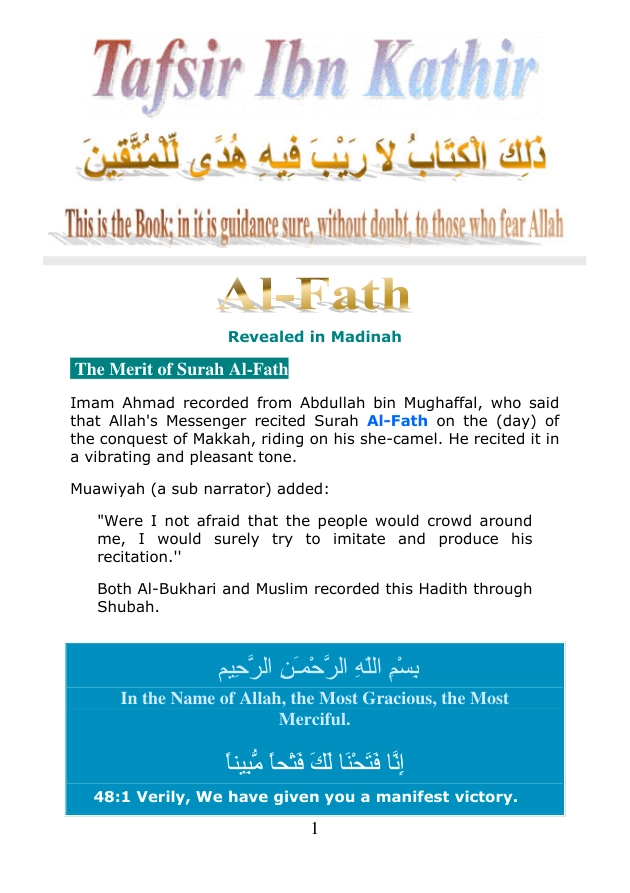 Tafsir Ibn Kathir
ذَلِكَ الْكِتَابُ لاَ رَيْبَ فِيهِ هُدًى لِّلْمُتَّقِينَ
This is the Book; in it is guidance sure, without doubt, to those who fear Allah
Al-Fath
Revealed in Madinah
The Merit of Surah Al-Fath
Imam Ahmad recorded from Abdullah bin Mughaffal, who said
that Allah's Messenger recited Surah Al-Fath on the (day) of
the conquest of Makkah, riding on his she-camel. He recited it in
a vibrating and pleasant tone.
Muawiyah (a sub narrator) added:
"Were I not afraid that the people would crowd around
me, I would surely try to imitate and produce his
recitation.''
Both Al-Bukhari and Muslim recorded this Hadith through
Shubah.
بِسْمِ اللَّهِ الرَّحْمَـنِ الرَّحِيمِ
In the Name of Allah, the Most Gracious, the Most
Merciful.
إِنَّا فَتَحْنَا لَكَ فَتْحاً مُّبِيناً
48:1 Verily, We have given you a manifest victory.
1